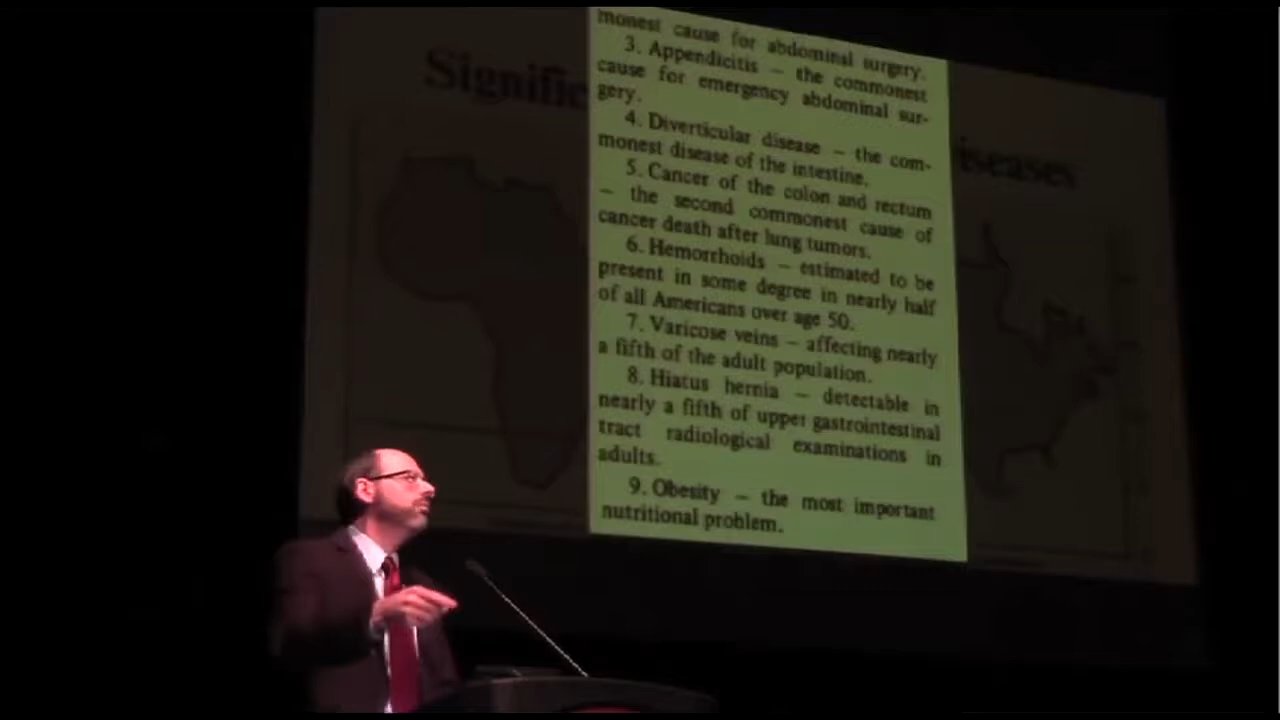 Signific
iseases
monest cause for abdominal surgery.
3. Appendicitis – the commonest
cause for emergency abdominal sur-
gery.
4. Diverticular disease – the com-
monest disease of the intestine.
5. Cancer of the colon and rectum
– the second commonest cause of
cancer death after lung tumors.
6. Hemorrhoids – estimated to be
present in some degree in nearly half
of all Americans over age 50.
7. Varicose veins – affecting nearly
a fifth of the adult population.
8. Hiatus hernia – detectable in
nearly a fifth of upper gastrointestinal
tract radiological examinations in
adults.
9. Obesity – the most important
nutritional problem.